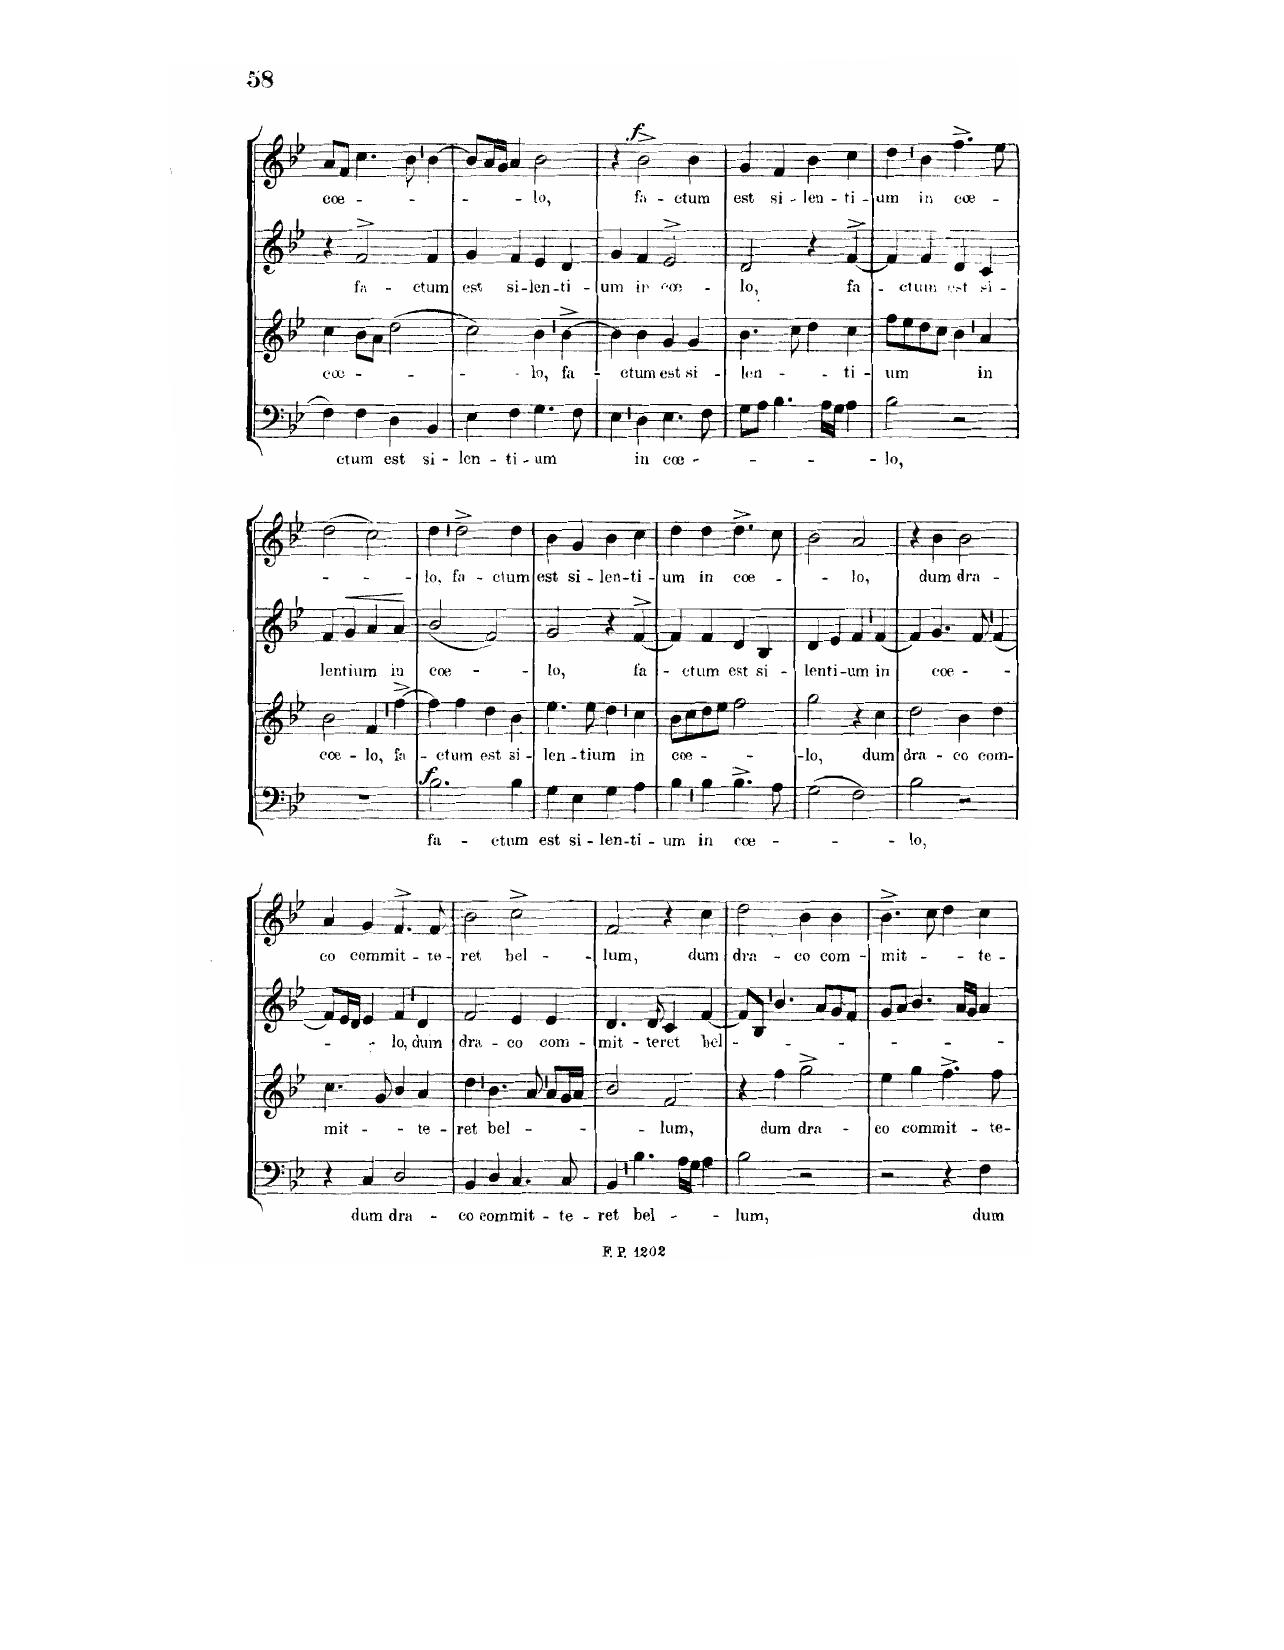 58
f
cœ - - - - lo, fa - ctum est si - len - ti - um in cœ -
fa - ctum est si - len - ti - um in cœ - lo, fa - ctum est si -
cœ - - - - lo, fa - ctum est si - len - - ti - um in
ctum est si - len - ti - um in cœ - - - - lo,
- - - lo, fa - ctum est si - len - ti - um in cœ - - lo, dum dra -
lentium in cœ - - lo, fa - ctum est si - lenti - um in cœ - -
cœ - lo, fa - ctum est si - len - tium in cœ - - - lo, dum dra - co com -
f
fa - ctum est si - len - ti - um in cœ - - - lo,
co commit - te - ret bel - - lum, dum dra - co com - mit - - te -
- - lo, dum dra - co com - mit - teret bel - - - - - - -
mit - - te - ret bel - - - lum, dum dra - co commit - te -
dum dra - co commit - te - ret bel - - lum, dum
F. P. 1202